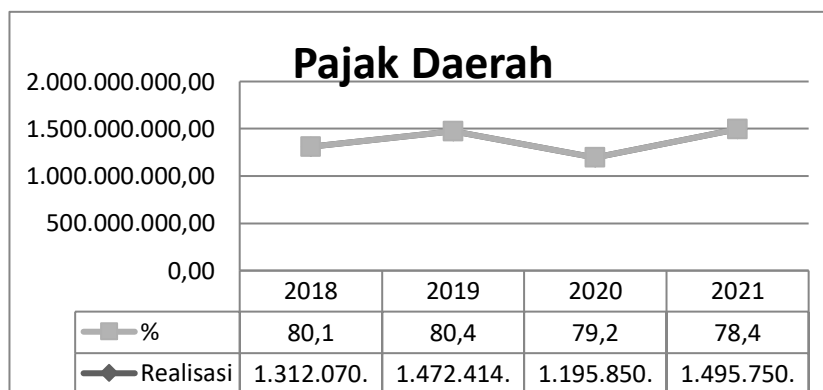 Pajak Daerah
2.000.000.000,00
1.500.000.000,00
1.000.000.000,00
500.000.000,00
0,00
2018 2019 2020 2021
% 80,1 80,4 79,2 78,4
Realisasi 1.312.070. 1.472.414. 1.195.850. 1.495.750.